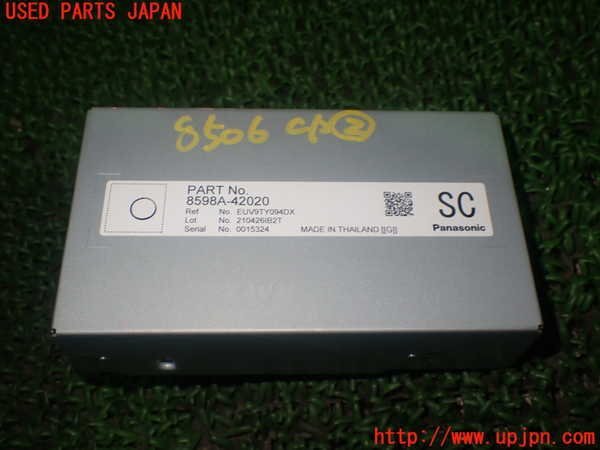 USED PARTS JAPAN
8506
②
PART No.
8598A-42020
Ref No. EUV9TY094DX
Lot No. 210426IB2T
Serial No. 0015324
MADE IN THAILAND [[G]]
SC
Panasonic
http://www.upjpn.com/